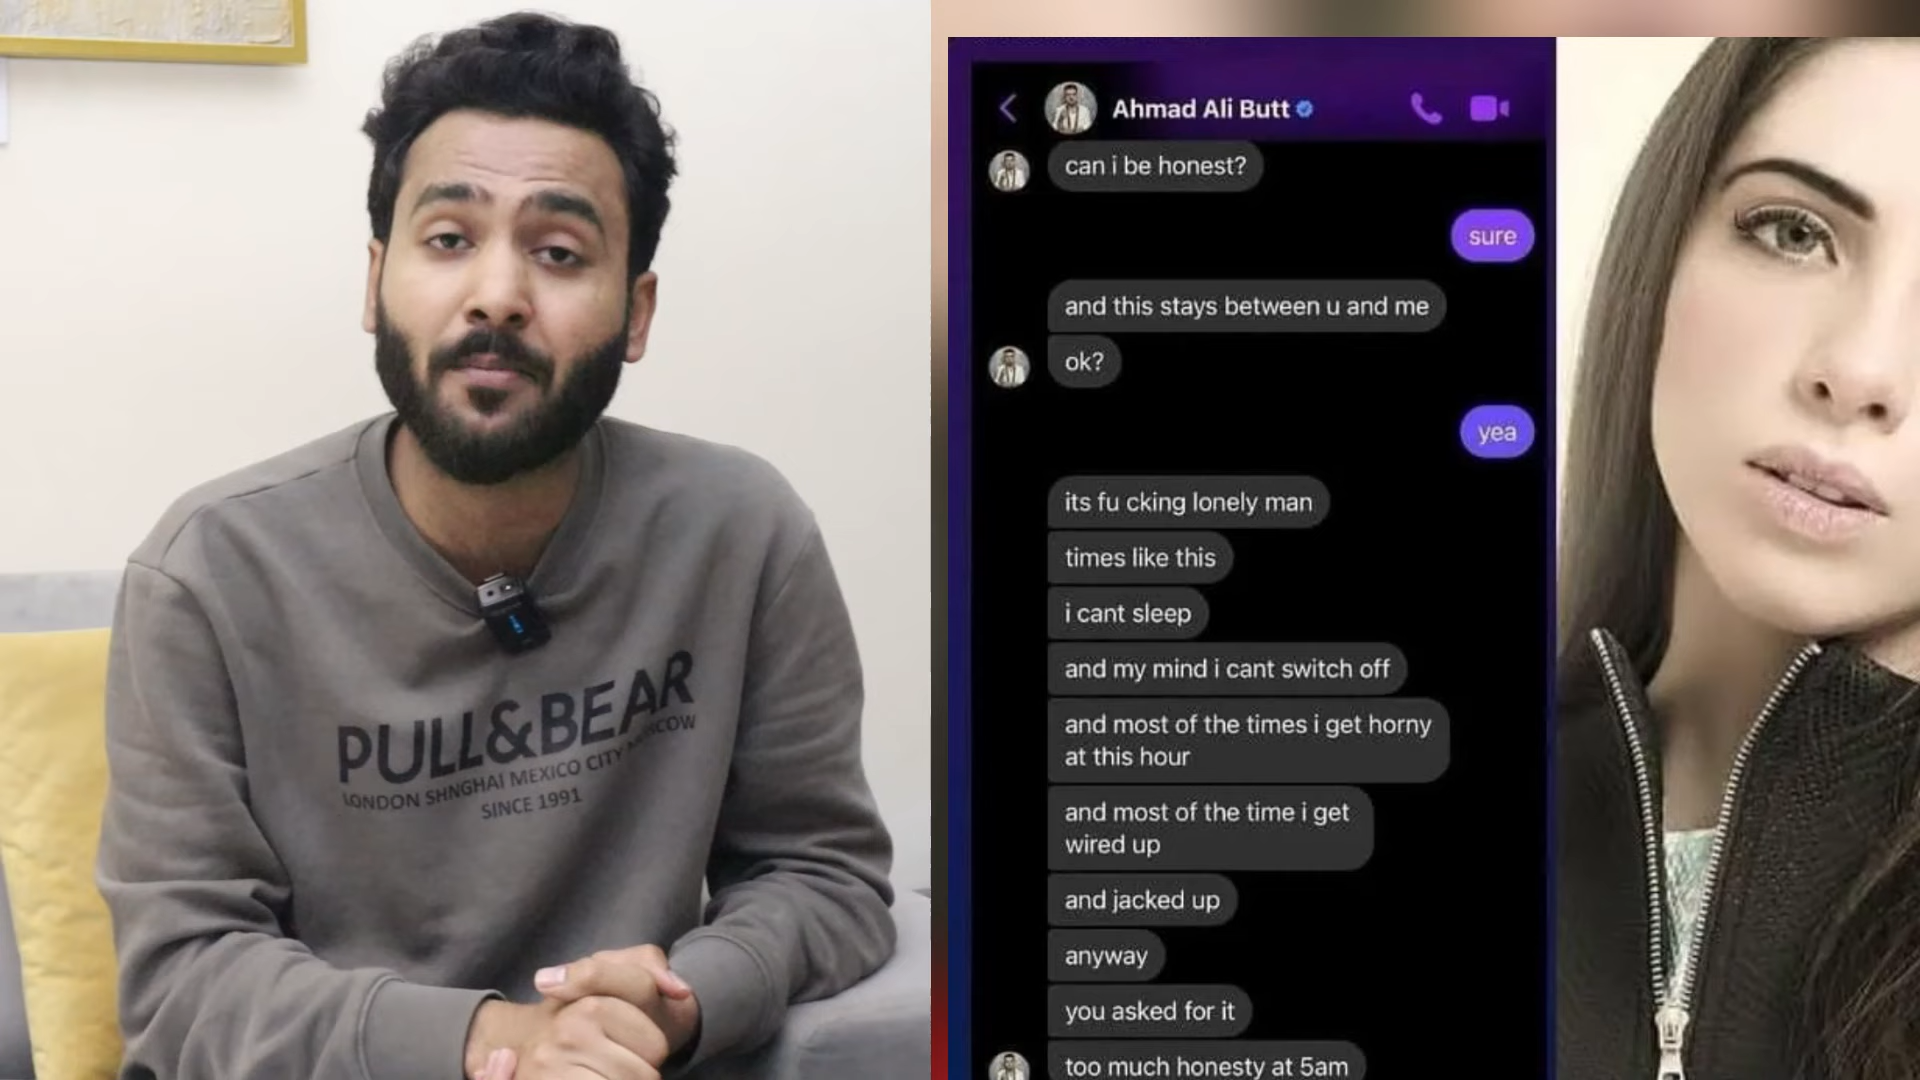 PULL&BEAR
LONDON SHNGHAI MEXICO CITY MOSCOW
SINCE 1991
Ahmad Ali Butt
can i be honest?
sure
and this stays between u and me
ok?
yea
its fu cking lonely man
times like this
i cant sleep
and my mind i cant switch off
and most of the times i get horny
at this hour
and most of the time i get
wired up
and jacked up
anyway
you asked for it
too much honesty at 5am